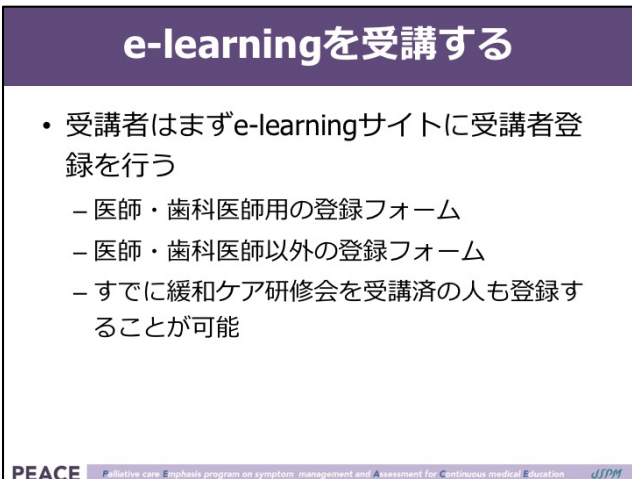 e-learningを受講する
• 受講者はまずe-learningサイトに受講者登
録を行う
– 医師・歯科医師用の登録フォーム
– 医師・歯科医師以外の登録フォーム
– すでに緩和ケア研修会を受講済の人も登録す
ることが可能
PEACE Palliative care Emphasis program on symptom management and Assessment for Continuous medical Education JSPM